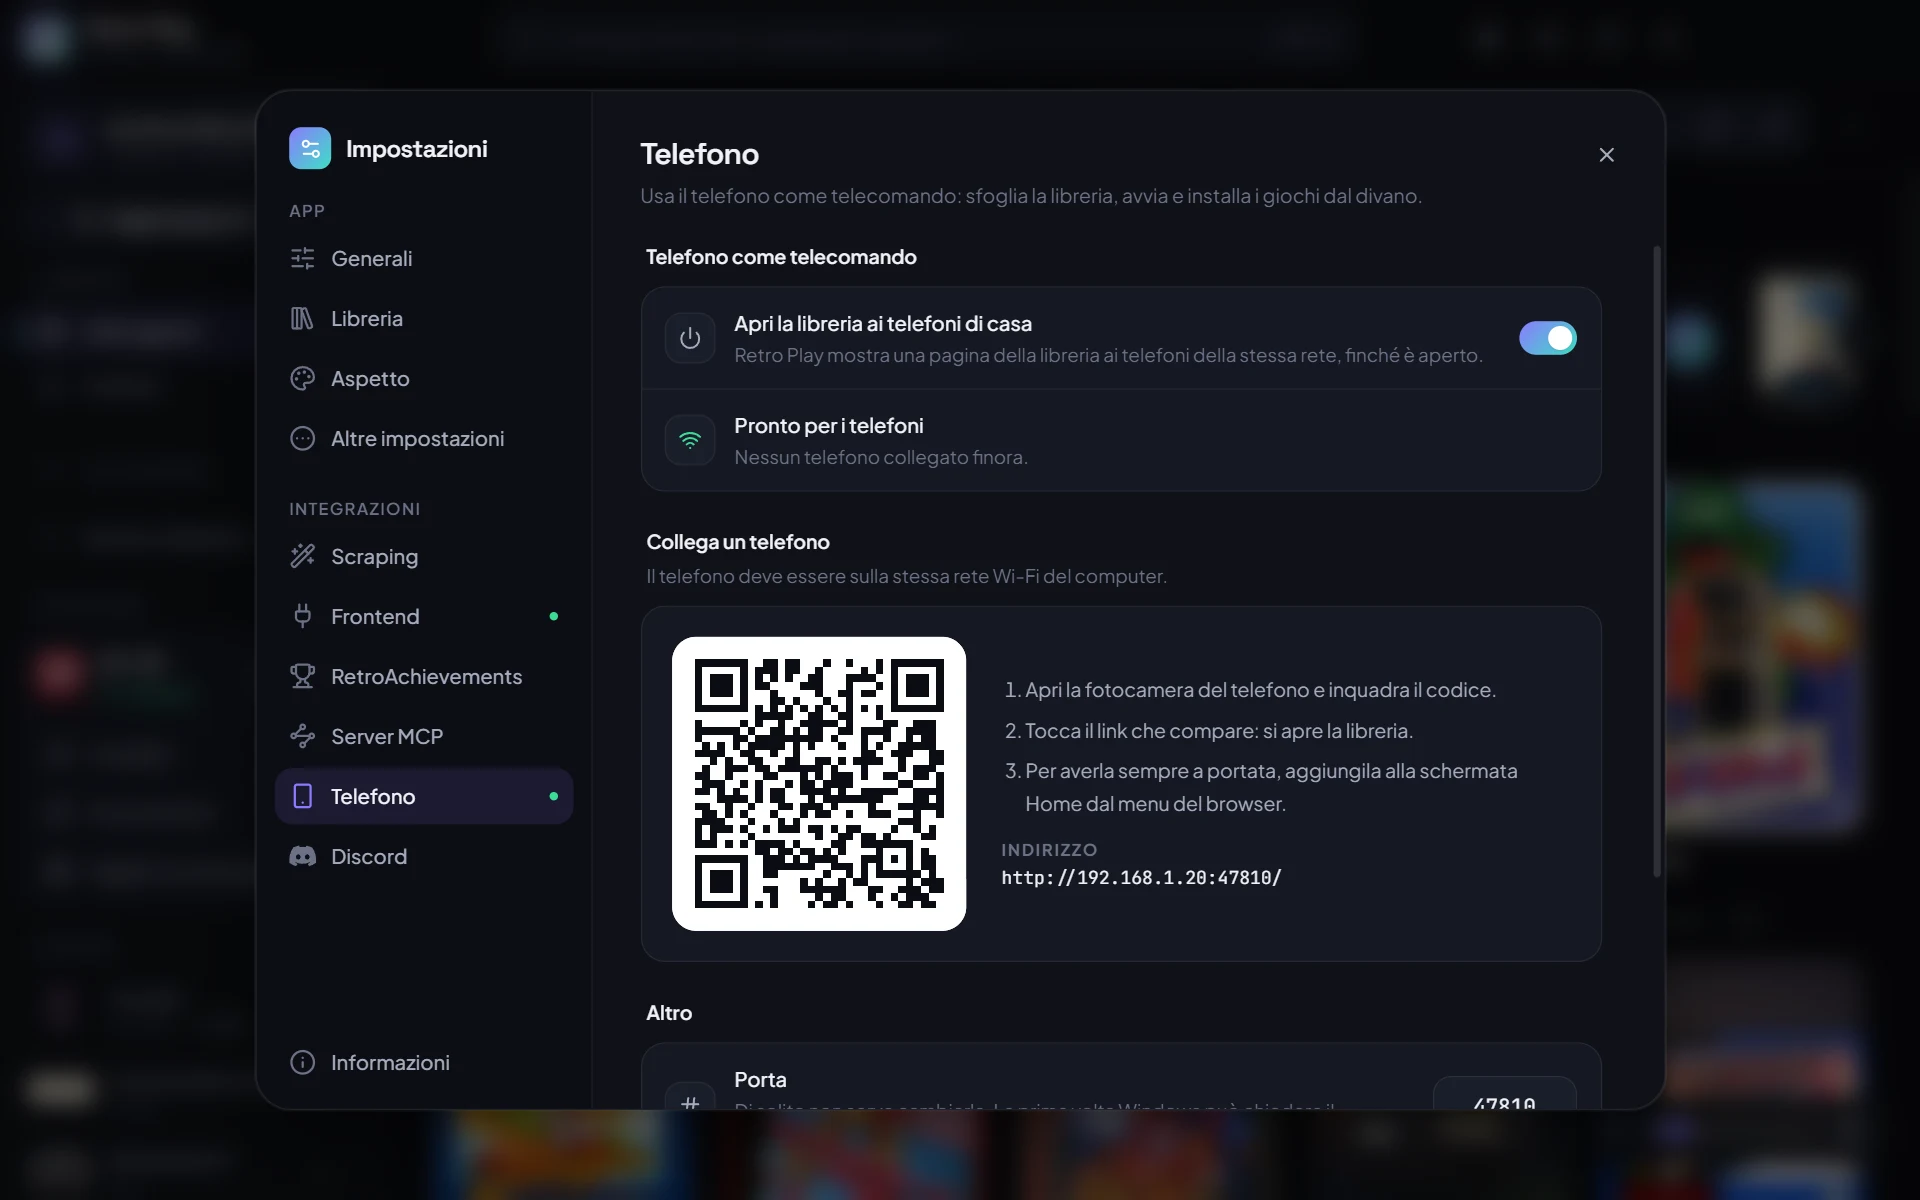 Impostazioni
APP
Generali
Libreria
Aspetto
Altre impostazioni
INTEGRAZIONI
Scraping
Frontend
RetroAchievements
Server MCP
Telefono
Discord
Informazioni
Telefono
Usa il telefono come telecomando: sfoglia la libreria, avvia e installa i giochi dal divano.
Telefono come telecomando
Apri la libreria ai telefoni di casa
Retro Play mostra una pagina della libreria ai telefoni della stessa rete, finché è aperto.
Pronto per i telefoni
Nessun telefono collegato finora.
Collega un telefono
Il telefono deve essere sulla stessa rete Wi-Fi del computer.
1. Apri la fotocamera del telefono e inquadra il codice.
2. Tocca il link che compare: si apre la libreria.
3. Per averla sempre a portata, aggiungila alla schermata
Home dal menu del browser.
INDIRIZZO
http://192.168.1.20:47810/
Altro
Porta
47810